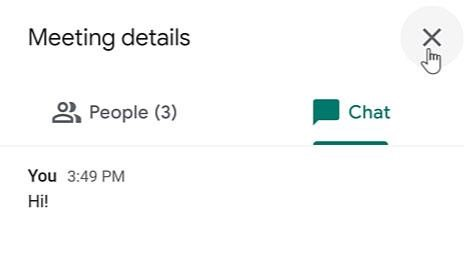 Meeting details
People (3)
Chat
You 3:49 PM
Hi!